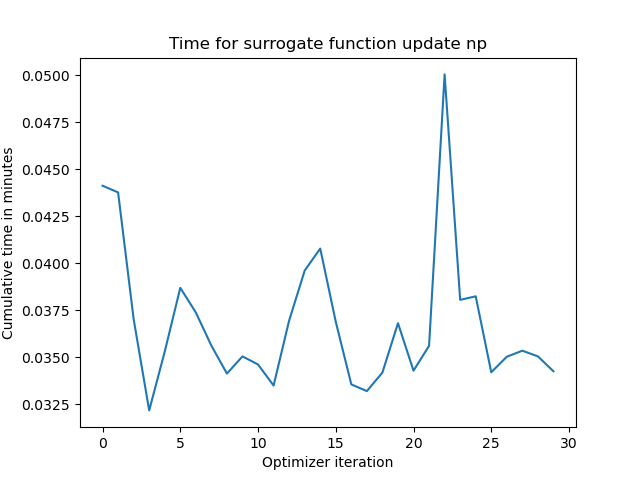 Time for surrogate function update np
Cumulative time in minutes
0.0500
0.0475
0.0450
0.0425
0.0400
0.0375
0.0350
0.0325
0 5 10 15 20 25 30
Optimizer iteration